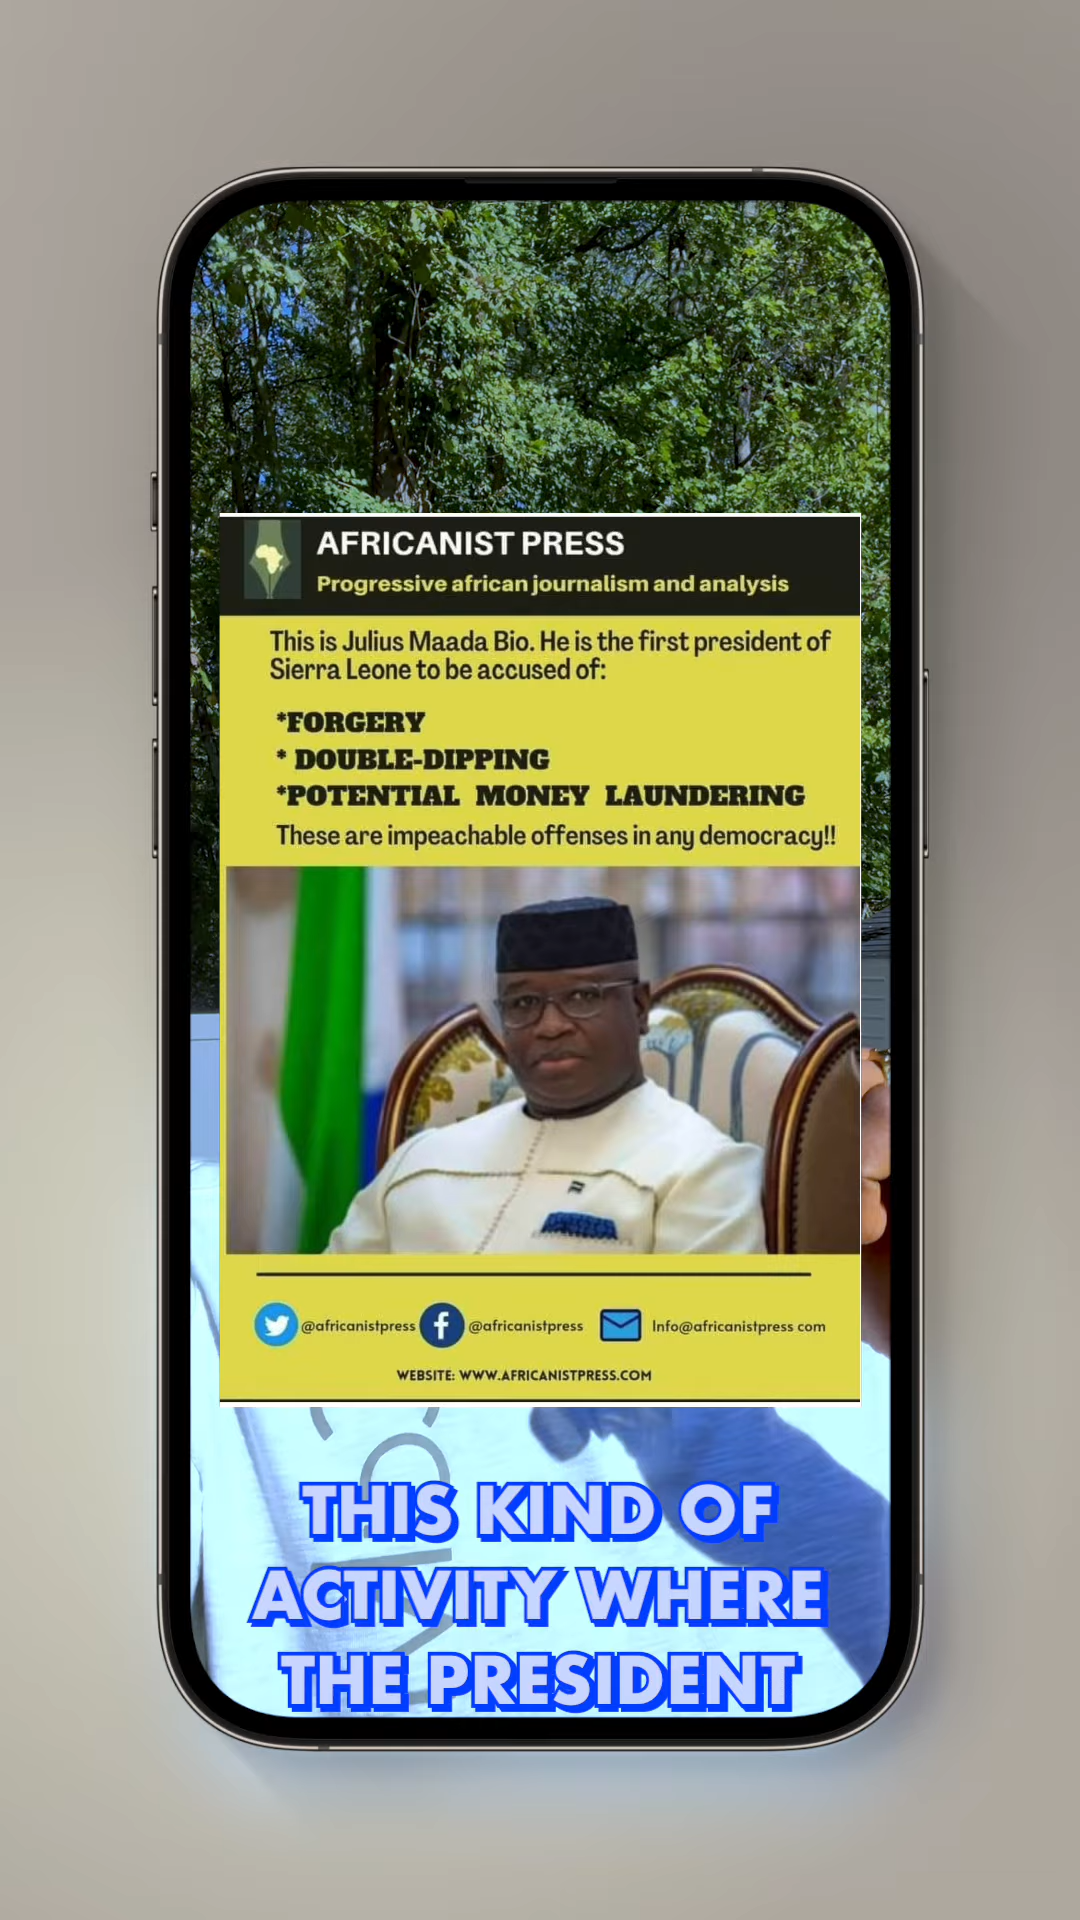 AFRICANIST PRESS
Progressive african journalism and analysis
This is Julius Maada Bio. He is the first president of
Sierra Leone to be accused of:
*FORGERY
* DOUBLE-DIPPING
*POTENTIAL MONEY LAUNDERING
These are impeachable offenses in any democracy!!
@africanistpress @africanistpress Info@africanistpress com
WEBSITE: WWW.AFRICANISTPRESS.COM
THIS KIND OF
ACTIVITY WHERE
THE PRESIDENT